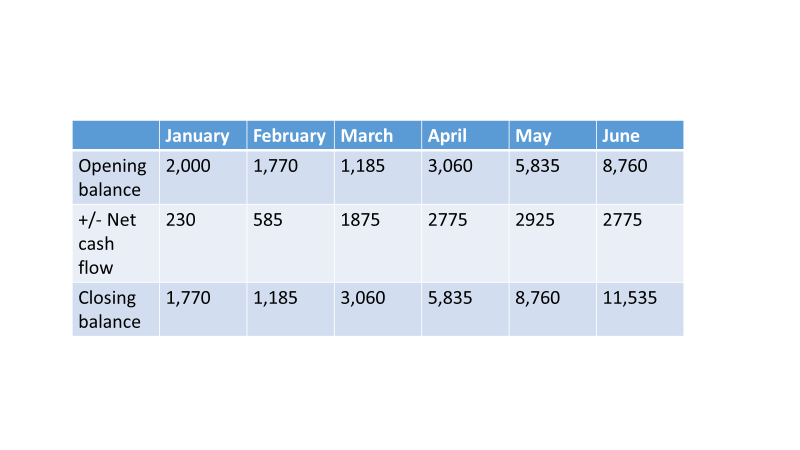 January February March April May June
Opening balance 2,000 1,770 1,185 3,060 5,835 8,760
+/- Net cash flow 230 585 1875 2775 2925 2775
Closing balance 1,770 1,185 3,060 5,835 8,760 11,535